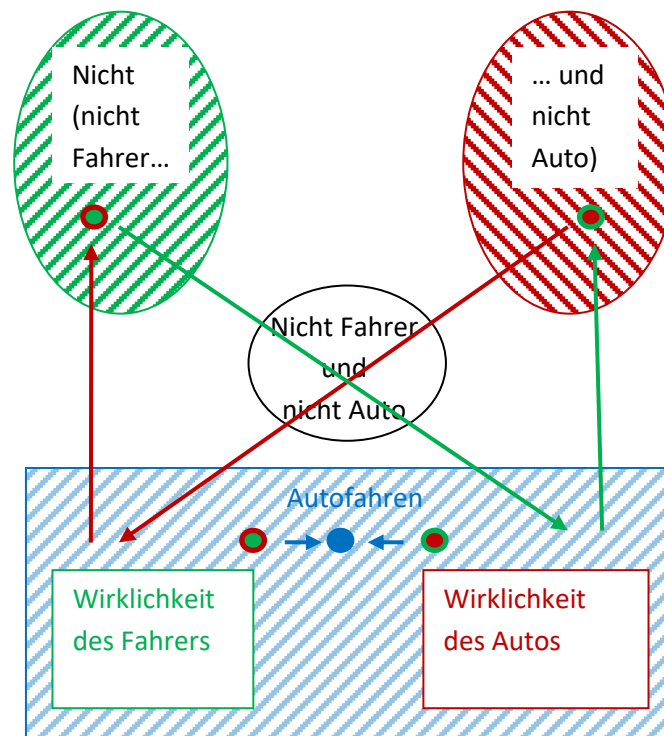 Nicht
(nicht
Fahrer…
… und
nicht
Auto)
Nicht Fahrer
und
nicht Auto
Autofahren
Wirklichkeit
des Fahrers
Wirklichkeit
des Autos